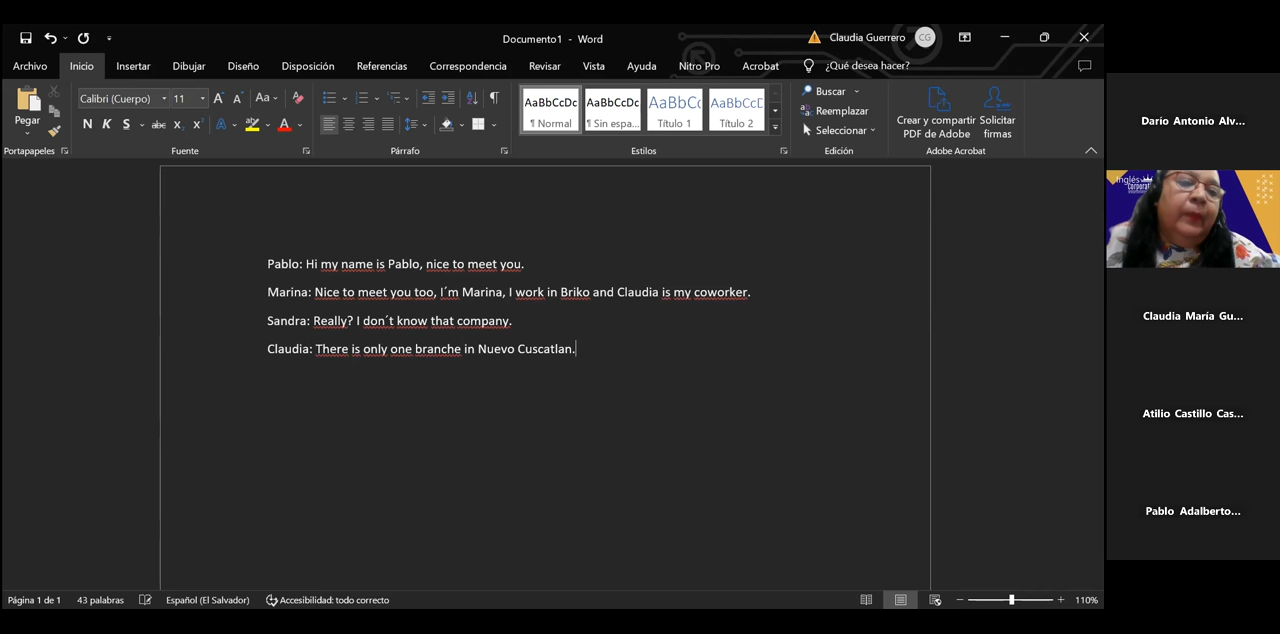 Documento1 - Word
Claudia Guerrero
CG
Archivo
Inicio
Insertar
Dibujar
Diseño
Disposición
Referencias
Correspondencia
Revisar
Vista
Ayuda
Nitro Pro
Acrobat
¿Qué desea hacer?
Pegar
Portapapeles
Calibri (Cuerpo)
11
A A Aa
N K S abc x x A A
Fuente
Párrafo
AaBbCcDc
¶ Normal
AaBbCcDc
¶ Sin espa...
AaBbCc
Título 1
AaBbCcD
Título 2
Estilos
Buscar
Reemplazar
Seleccionar
Edición
Crear y compartir
PDF de Adobe
Solicitar
firmas
Adobe Acrobat
Pablo: Hi my name is Pablo, nice to meet you.
Marina: Nice to meet you too, I´m Marina, I work in Briko and Claudia is my coworker.
Sandra: Really? I don´t know that company.
Claudia: There is only one branche in Nuevo Cuscatlan.
Página 1 de 1
43 palabras
Español (El Salvador)
Accesibilidad: todo correcto
110%
Darío Antonio Alv...
Inglés
Corporativo
Claudia María Gu...
Atilio Castillo Cas...
Pablo Adalberto...